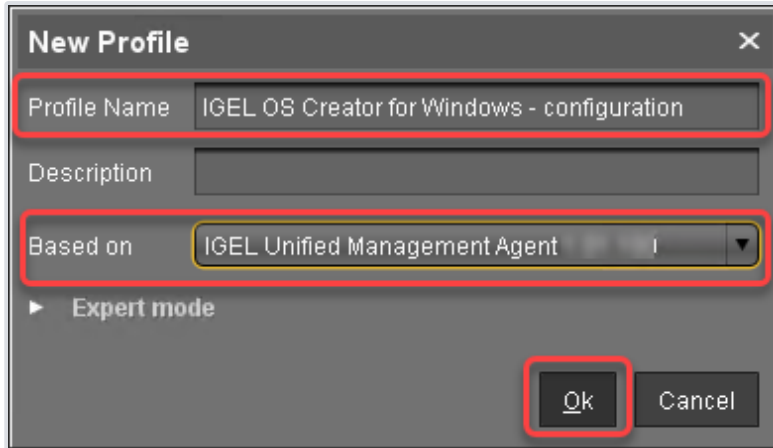 New Profile ×
Profile Name IGEL OS Creator for Windows - configuration
Description
Based on IGEL Unified Management Agent
Expert mode
Ok Cancel